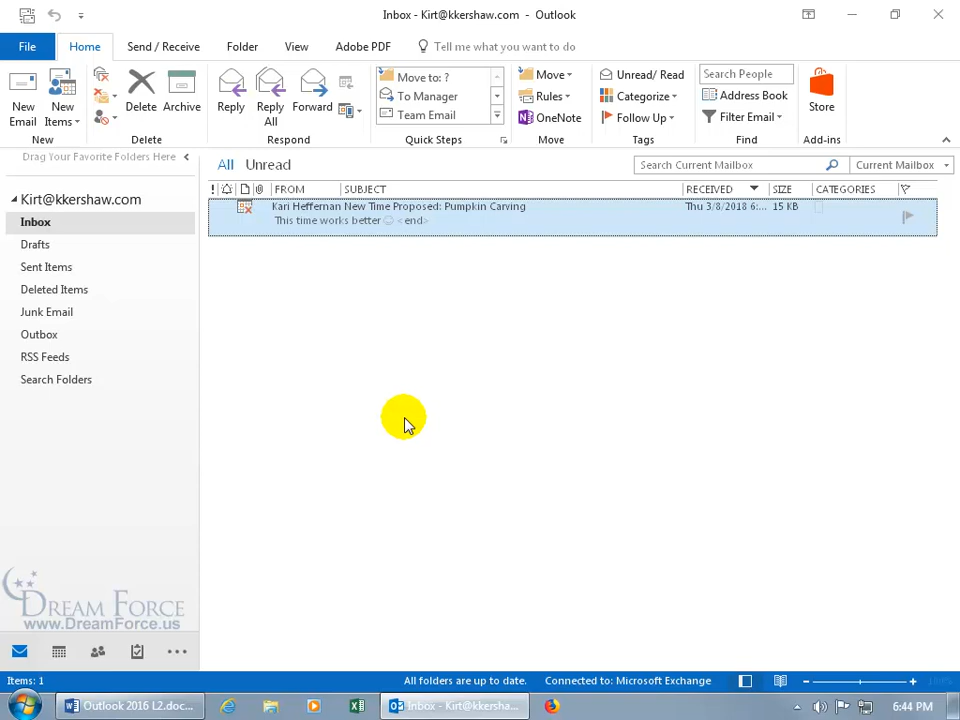 Inbox - Kirt@kkershaw.com - Outlook
File Home Send / Receive Folder View Adobe PDF Tell me what you want to do
New Email
New Items
Delete
Archive
Reply
Reply All
Forward
Move to: ?
To Manager
Team Email
Move
Rules
OneNote
Unread/ Read
Categorize
Follow Up
Search People
Address Book
Filter Email
Store
New Delete Respond Quick Steps Move Tags Find Add-ins
Drag Your Favorite Folders Here
All Unread
Search Current Mailbox
Current Mailbox
! FROM SUBJECT RECEIVED SIZE CATEGORIES
Kari Heffernan New Time Proposed: Pumpkin Carving Thu 3/8/2018 6:... 15 KB
This time works better ☺ <end>
Kirt@kkershaw.com
Inbox
Drafts
Sent Items
Deleted Items
Junk Email
Outbox
RSS Feeds
Search Folders
DREAM FORCE
www.DreamForce.us
Items: 1
All folders are up to date. Connected to: Microsoft Exchange
Outlook 2016 L2.doc...
Inbox - Kirt@kkersha...
6:44 PM